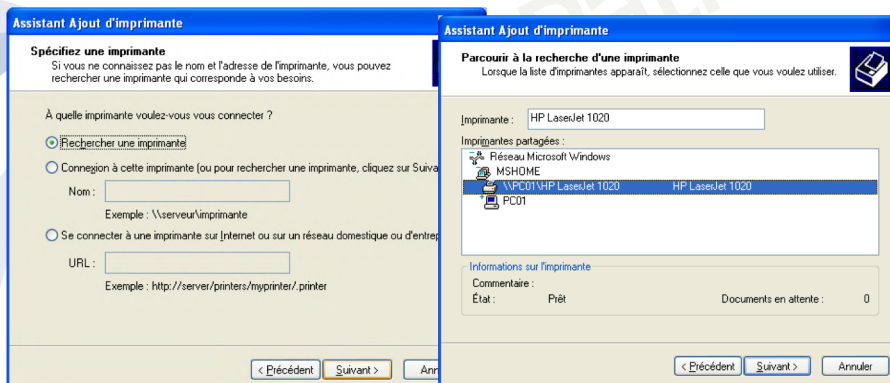 Assistant Ajout d'imprimante
Spécifiez une imprimante
Si vous ne connaissez pas le nom et l'adresse de l'imprimante, vous pouvez
rechercher une imprimante qui corresponde à vos besoins.
À quelle imprimante voulez-vous vous connecter ?
Rechercher une imprimante
Connexion à cette imprimante (ou pour rechercher une imprimante, cliquez sur Suiva
Nom :
Exemple : \\serveur\imprimante
Se connecter à une imprimante sur Internet ou sur un réseau domestique ou d'entrep
URL :
Exemple : http://server/printers/myprinter/.printer
< Précédent
Suivant >
Ann
Assistant Ajout d'imprimante
Parcourir à la recherche d'une imprimante
Lorsque la liste d'imprimantes apparaît, sélectionnez celle que vous voulez utiliser.
Imprimante : HP LaserJet 1020
Imprimantes partagées :
Réseau Microsoft Windows
MSHOME
\\PC01\HP LaserJet 1020 HP LaserJet 1020
PC01
Informations sur l'imprimante
Commentaire :
État : Prêt Documents en attente : 0
< Précédent
Suivant >
Annuler